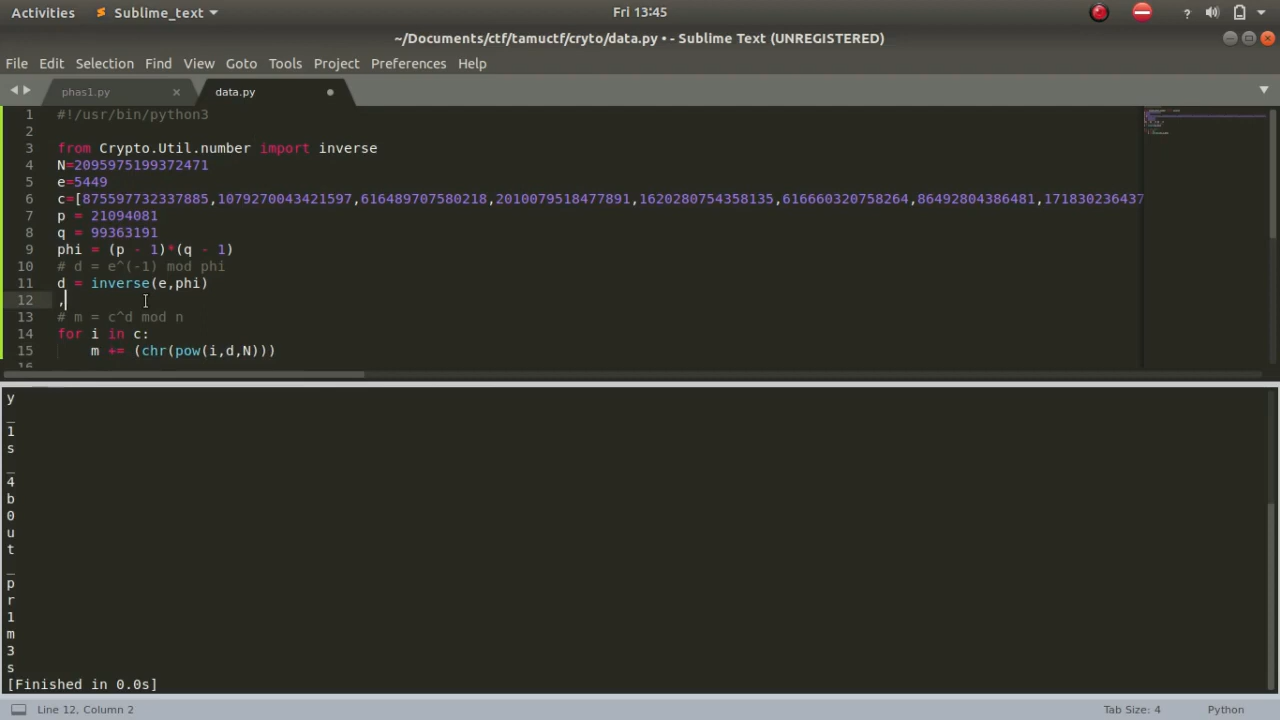 Activities Sublime_text Fri 13:45 ?
~/Documents/ctf/tamuctf/cryto/data.py • - Sublime Text (UNREGISTERED)
File Edit Selection Find View Goto Tools Project Preferences Help
phas1.py data.py
1 #!/usr/bin/python3
2
3 from Crypto.Util.number import inverse
4 N=2095975199372471
5 e=5449
6 c=[875597732337885,1079270043421597,616489707580218,2010079518477891,1620280754358135,616660320758264,86492804386481,171830236437
7 p = 21094081
8 q = 99363191
9 phi = (p - 1)*(q - 1)
10 # d = e^(-1) mod phi
11 d = inverse(e,phi)
12 ,
13 # m = c^d mod n
14 for i in c:
15 m += (chr(pow(i,d,N)))
16
y
_
1
s
_
4
b
0
u
t
_
p
r
1
m
3
s
[Finished in 0.0s]
Line 12, Column 2 Tab Size: 4 Python